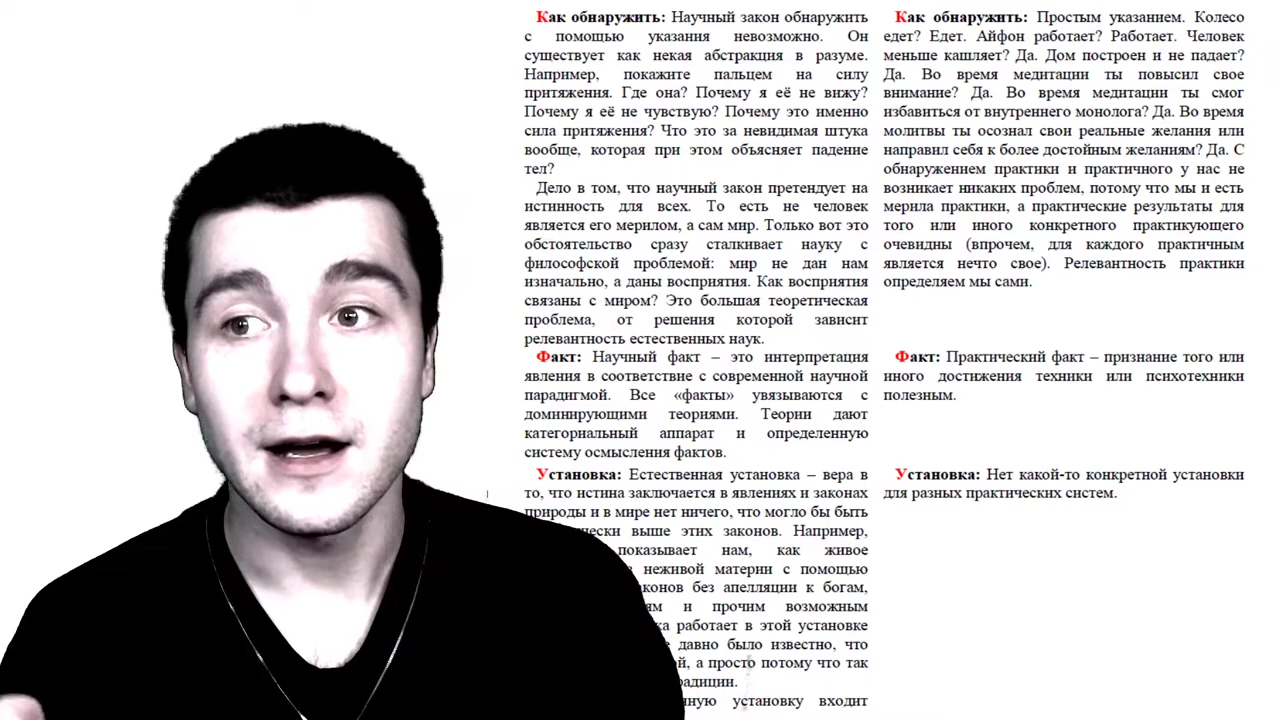 Как обнаружить: Научный закон обнаружить
с помощью указания невозможно. Он
существует как некая абстракция в разуме.
Например, покажите пальцем на силу
притяжения. Где она? Почему я её не вижу?
Почему я её не чувствую? Почему это именно
сила притяжения? Что это за невидимая штука
вообще, которая при этом объясняет падение
тел?
Дело в том, что научный закон претендует на
истинность для всех. То есть не человек
является его мерилом, а сам мир. Только вот это
обстоятельство сразу сталкивает науку с
философской проблемой: мир не дан нам
изначально, а даны восприятия. Как восприятия
связаны с миром? Это большая теоретическая
проблема, от решения которой зависит
релевантность естественных наук.
Факт: Научный факт – это интерпретация
явления в соответствие с современной научной
парадигмой. Все «факты» увязываются с
доминирующими теориями. Теории дают
категориальный аппарат и определенную
систему осмысления фактов.
Установка: Естественная установка – вера в
то, что истина заключается в явлениях и законах
природы и в мире нет ничего, что могло бы быть
выше этих законов. Например,
показывает нам, как живое
неживой материи с помощью
без апелляции к богам,
и прочим возможным
работает в этой установке
давно было известно, что
а просто потому что так
установку входит
Как обнаружить: Простым указанием. Колесо
едет? Едет. Айфон работает? Работает. Человек
меньше кашляет? Да. Дом построен и не падает?
Да. Во время медитации ты повысил свое
внимание? Да. Во время медитации ты смог
избавиться от внутреннего монолога? Да. Во время
молитвы ты осознал свои реальные желания или
направил себя к более достойным желаниям? Да. С
обнаружением практики и практичного у нас не
возникает никаких проблем, потому что мы и есть
мерила практики, а практические результаты для
того или иного конкретного практикующего
очевидны (впрочем, для каждого практичным
является нечто свое). Релевантность практики
определяем мы сами.
Факт: Практический факт – признание того или
иного достижения техники или психотехники
полезным.
Установка: Нет какой-то конкретной установки
для разных практических систем.